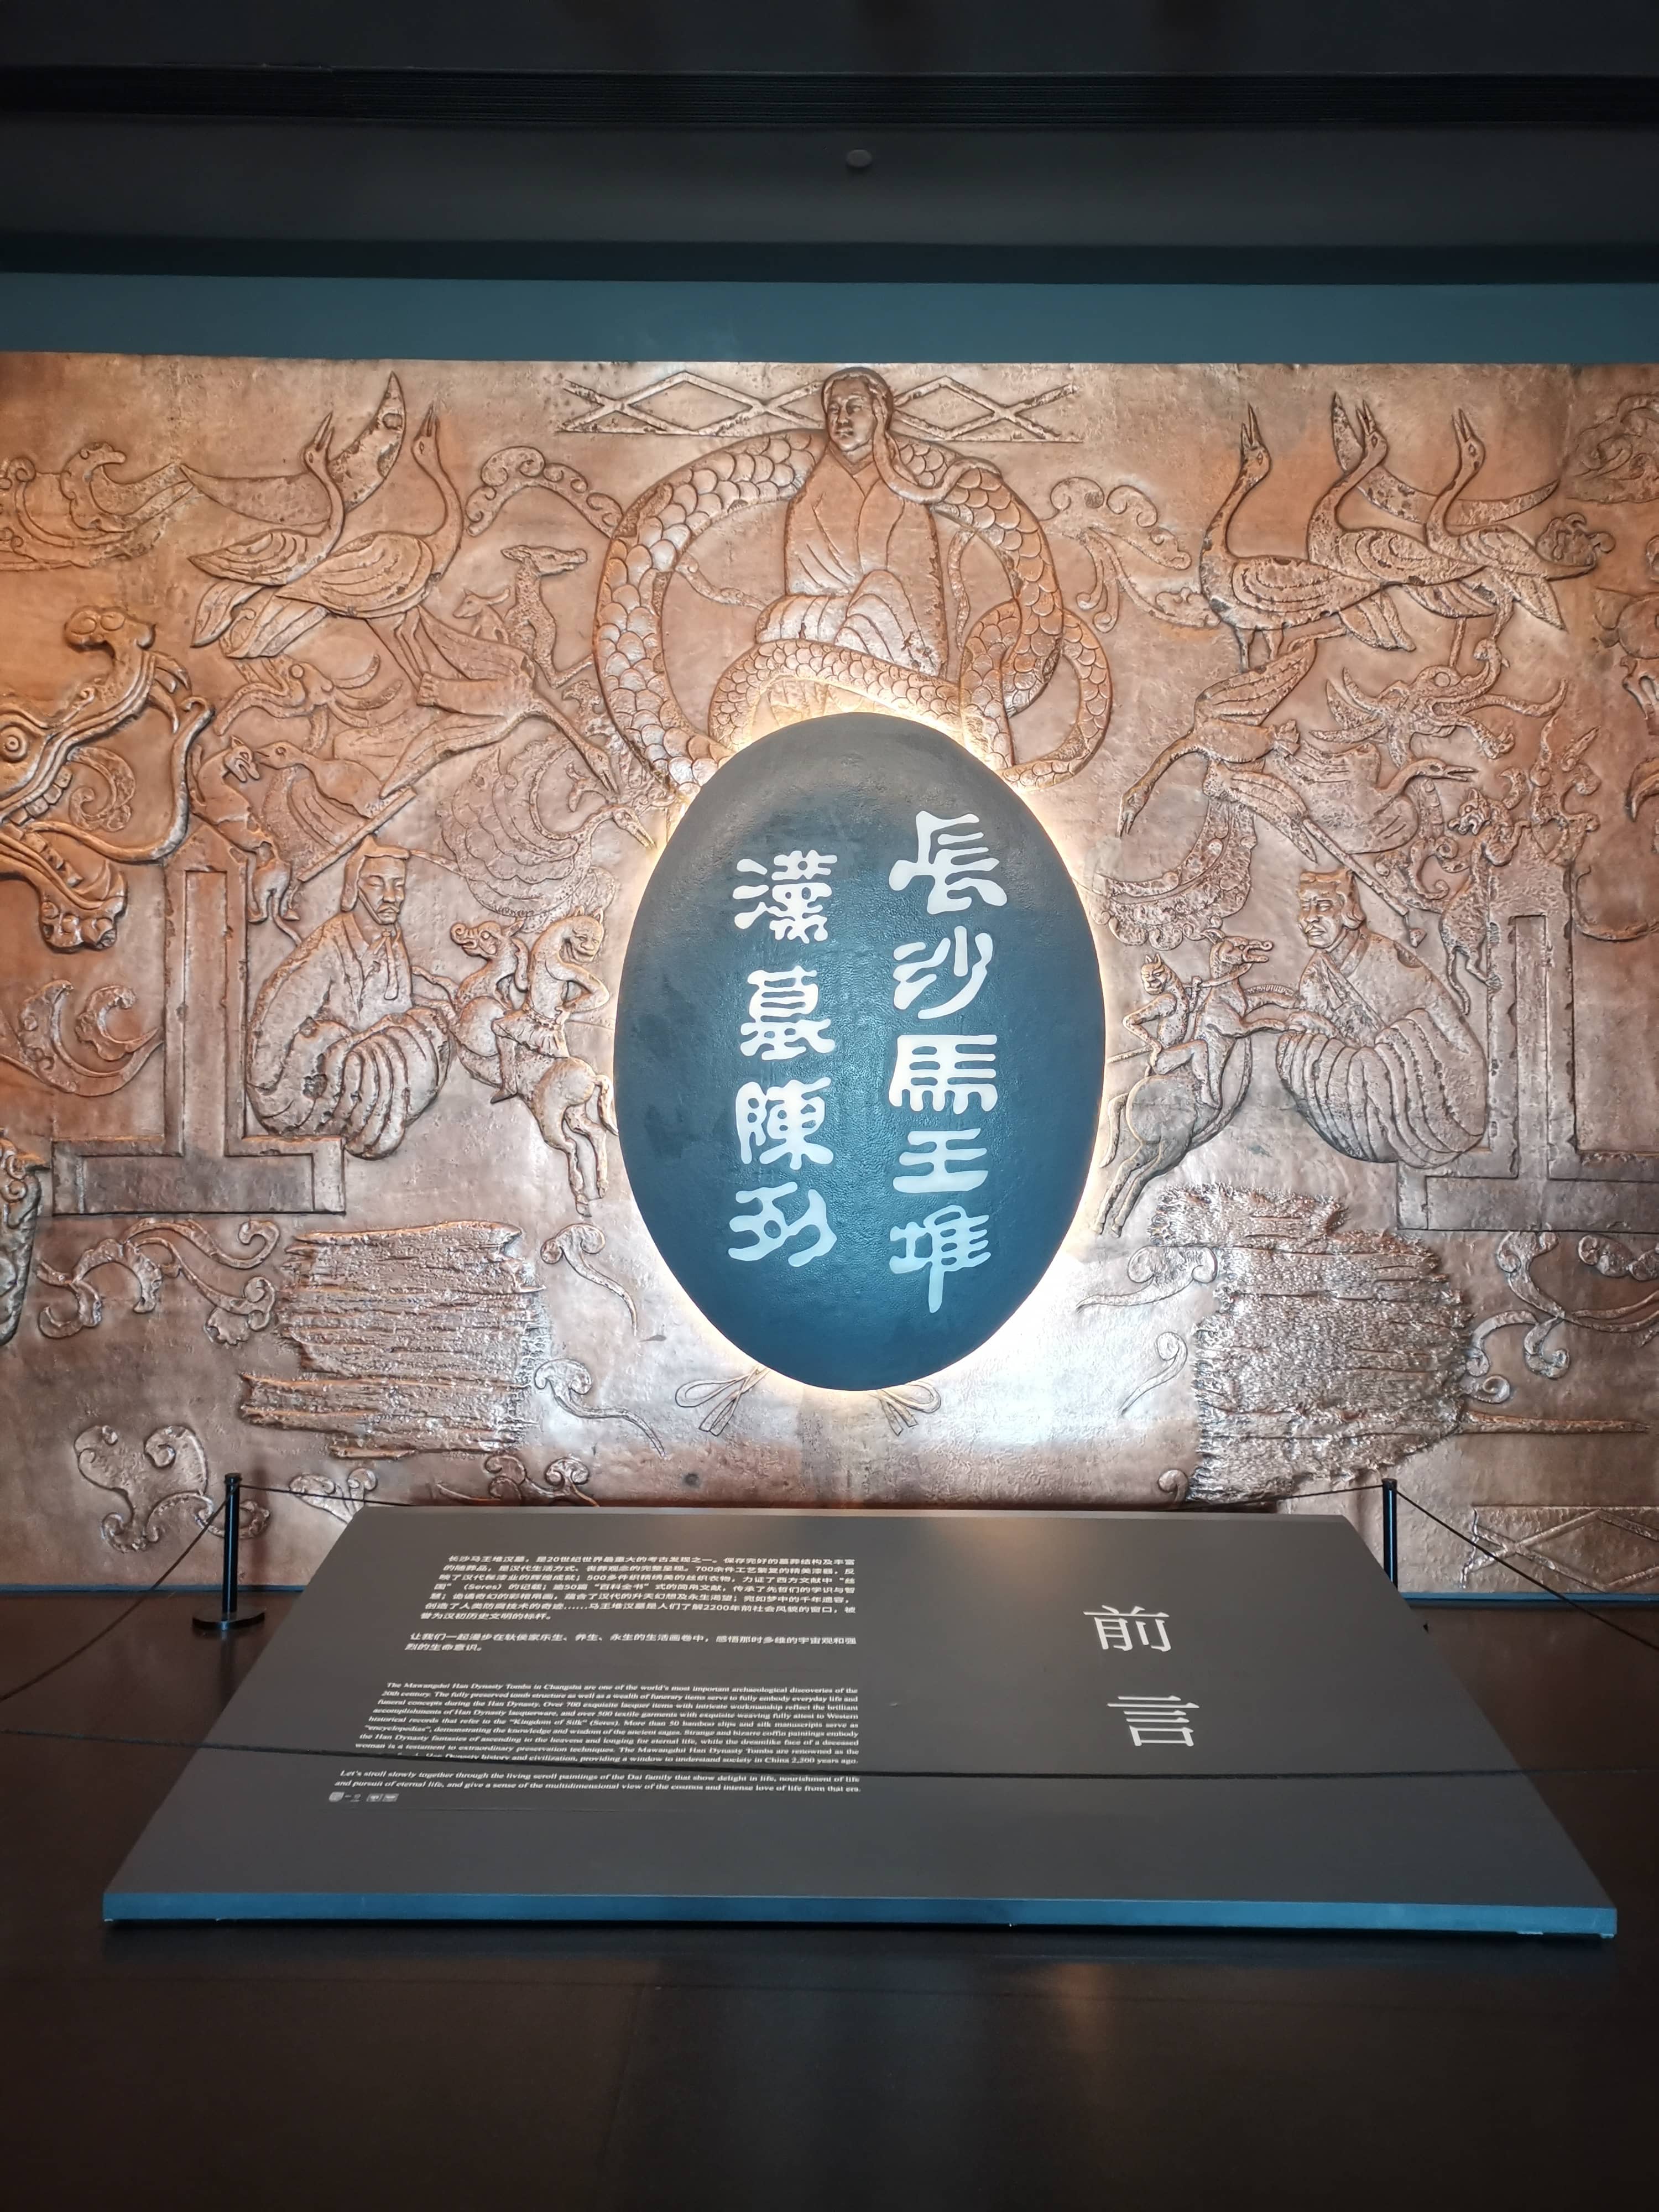 長沙馬王堆
漢墓陳列
前言
长沙马王堆汉墓，是20世纪世界最重大的考古发现之一。保存完好的墓葬结构及丰富
的随葬品，是汉代生活方式、丧葬观念的完整呈现。700余件工艺繁复的精美漆器，反
映了汉代髹漆业的辉煌成就；500多件织精绣美的丝织衣物，力证了西方文献中“丝
国”（Seres）的记载；逾50篇“百科全书”式的简帛文献，传承了先哲们的学识与智
慧；诡谲奇幻的彩棺帛画，蕴含了汉代的升天幻想及永生渴望；宛如梦中的千年遗容，
创造了人类防腐技术的奇迹……马王堆汉墓是人们了解2200年前社会风貌的窗口，被
誉为汉初历史文明的标杆。
让我们一起漫步在轪侯家乐生、养生、永生的生活画卷中，感悟那时多维的宇宙观和强
烈的生命意识。
The Mawangdui Han Dynasty Tombs in Changsha are one of the world's most important archaeological discoveries of the
20th century. The fully preserved tomb structure as well as a wealth of funerary items serve to fully embody everyday life and
funeral concepts during the Han Dynasty. Over 700 exquisite lacquer items with intricate workmanship reflect the brilliant
accomplishments of Han Dynasty lacquerware, and over 500 textile garments with exquisite weaving fully attest to Western
historical records that refer to the "Kingdom of Silk" (Seres). More than 50 bamboo slips and silk manuscripts serve as
"encyclopedias", demonstrating the knowledge and wisdom of the ancient sages. Strange and bizarre coffin paintings embody
the Han Dynasty fantasies of ascending to the heavens and longing for eternal life, while the dreamlike face of a deceased
woman is a testament to extraordinary preservation techniques. The Mawangdui Han Dynasty Tombs are renowned as the
Han Dynasty history and civilization, providing a window to understand society in China 2,200 years ago.
Let's stroll slowly together through the living scroll paintings of the Dai family that show delight in life, nourishment of life
and pursuit of eternal life, and give a sense of the multidimensional view of the cosmos and intense love of life from that era.